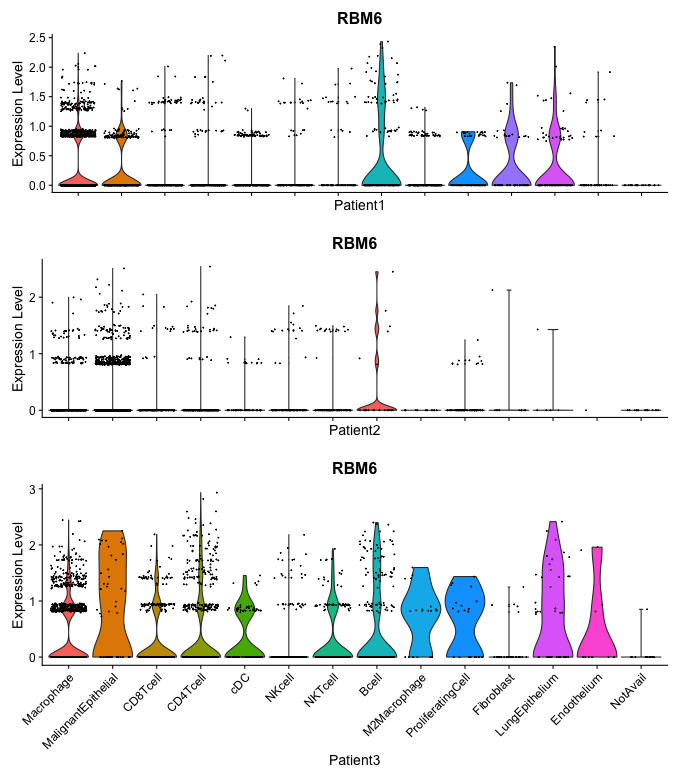 RBM6
Expression Level
2.5
2.0
1.5
1.0
0.5
0.0
Patient1
RBM6
Expression Level
2
1
0
Patient2
RBM6
Expression Level
3
2
1
0
Macrophage
MalignantEpithelial
CD8Tcell
CD4Tcell
cDC
NKcell
NKTcell
Bcell
M2Macrophage
ProliferatingCell
Fibroblast
LungEpithelium
Endothelium
NotAvail
Patient3